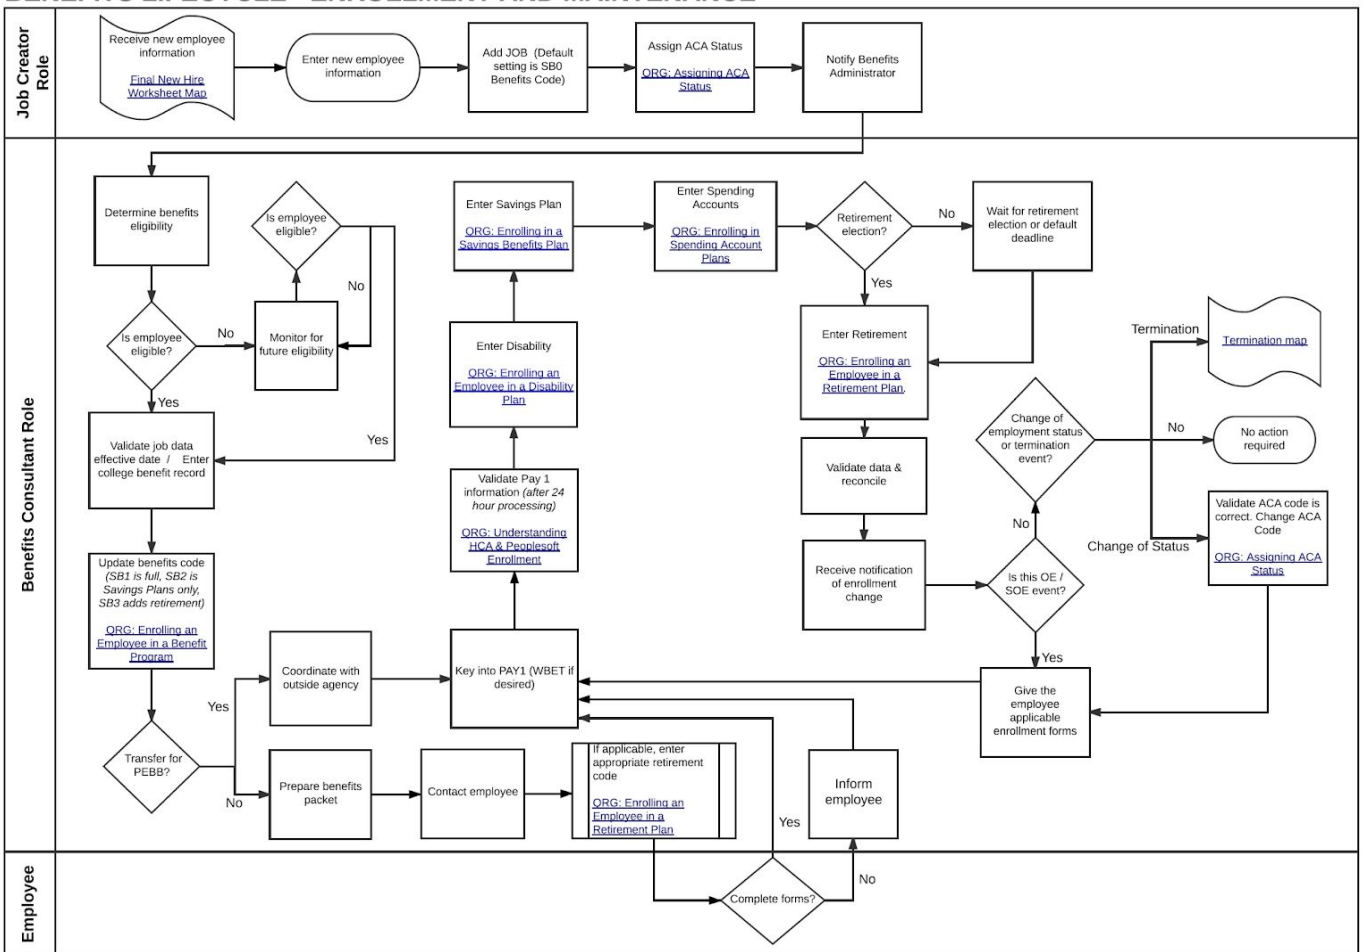 BENEFITS LIFECYCLE - ENROLLMENT AND MAINTENANCE
Job Creator
Role
Receive new employee
information
Final New Hire
Worksheet Map
Enter new employee
information
Add JOB (Default
setting is SB0
Benefits Code)
Assign ACA Status
QRG: Assigning ACA
Status
Notify Benefits
Administrator
Benefits Consultant Role
Determine benefits
eligibility
Is employee
eligible?
No
Monitor for
future eligibility
Is employee
eligible?
No
Yes
Yes
Validate job data
effective date / Enter
college benefit record
Update benefits code
(SB1 is full, SB2 is
Savings Plans only,
SB3 adds retirement)
QRG: Enrolling an
Employee in a Benefit
Program
Transfer for
PEBB?
Yes
No
Coordinate with
outside agency
Prepare benefits
packet
Contact employee
If applicable, enter
appropriate retirement
code
QRG: Enrolling an
Employee in a
Retirement Plan
Key into PAY1 (WBET if
desired)
Validate Pay 1
information (after 24
hour processing)
QRG: Understanding
HCA & Peoplesoft
Enrollment
Enter Disability
QRG: Enrolling an
Employee in a Disability
Plan
Enter Savings Plan
QRG: Enrolling in a
Savings Benefits Plan
Enter Spending
Accounts
QRG: Enrolling in
Spending Account
Plans
Retirement
election?
No
Wait for retirement
election or default
deadline
Yes
Enter Retirement
QRG: Enrolling an
Employee in a
Retirement Plan.
Validate data &
reconcile
Receive notification
of enrollment
change
Is this OE /
SOE event?
No
Yes
Change of
employment status
or termination
event?
Termination
Termination map
No
No action
required
Change of Status
Validate ACA code is
correct. Change ACA
Code
QRG: Assigning ACA
Status
Give the
employee
applicable
enrollment forms
Inform
employee
Yes
No
Employee
Complete forms?